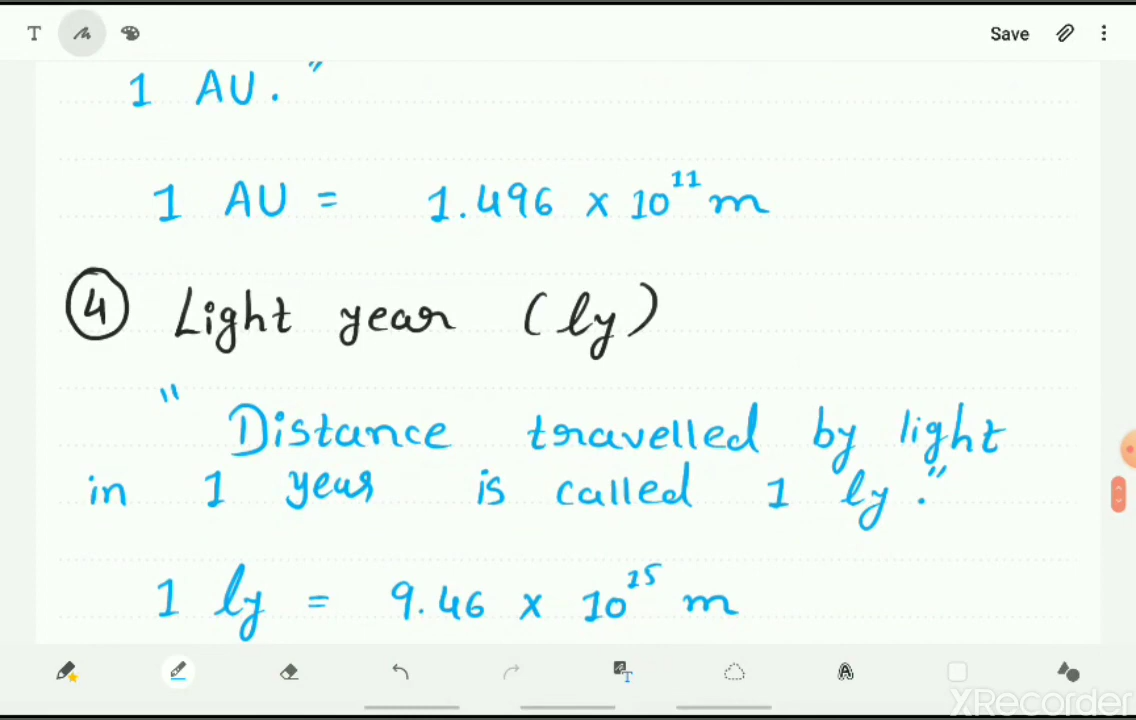 T Save
1 AU."
1 AU = 1.496 x 10¹¹ m
④ Light year (ly)
" Distance travelled by light
in 1 year is called 1 ly."
1 ly = 9.46 x 10¹⁵ m
XRecorder